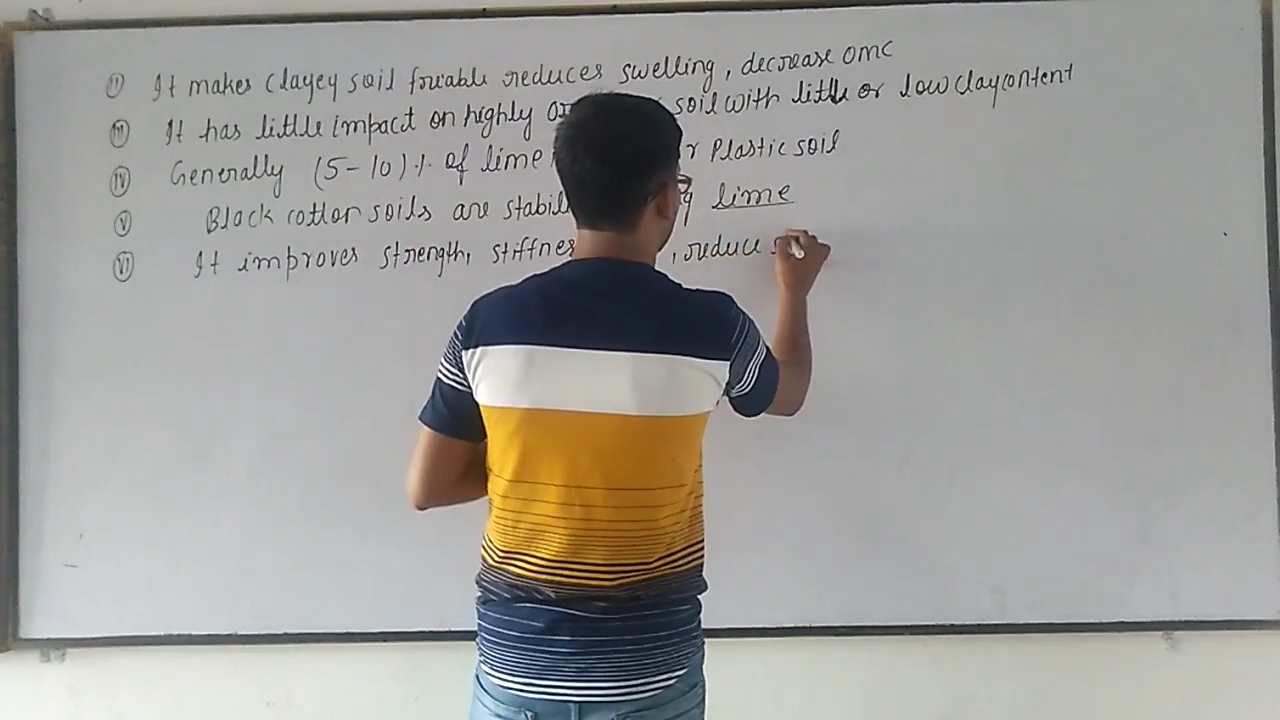 (ii) It makes clayey soil friable reduces swelling, decrease OMC
(iii) It has little impact on highly soil with little or low clay content
(iv) Generally (5-10)% of lime Plastic soil
(v) Black cotton soils are lime
(vi) It improves strength, , reduce